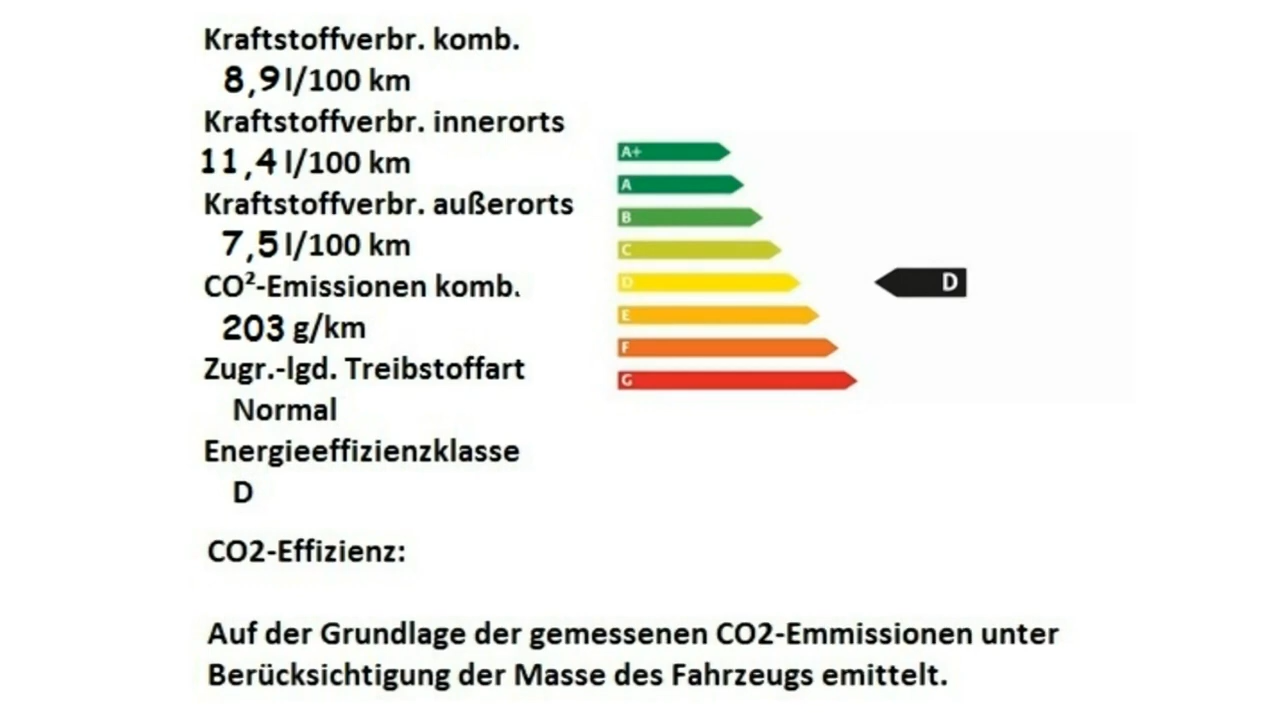 Kraftstoffverbr. komb.
8,9 l/100 km
Kraftstoffverbr. innerorts
11,4 l/100 km
Kraftstoffverbr. außerorts
7,5 l/100 km
CO²-Emissionen komb.
203 g/km
Zugr.-lgd. Treibstoffart
Normal
Energieeffizienzklasse
D
A+
A
B
C
D
E
F
G
D
CO2-Effizienz:
Auf der Grundlage der gemessenen CO2-Emmissionen unter
Berücksichtigung der Masse des Fahrzeugs emittelt.